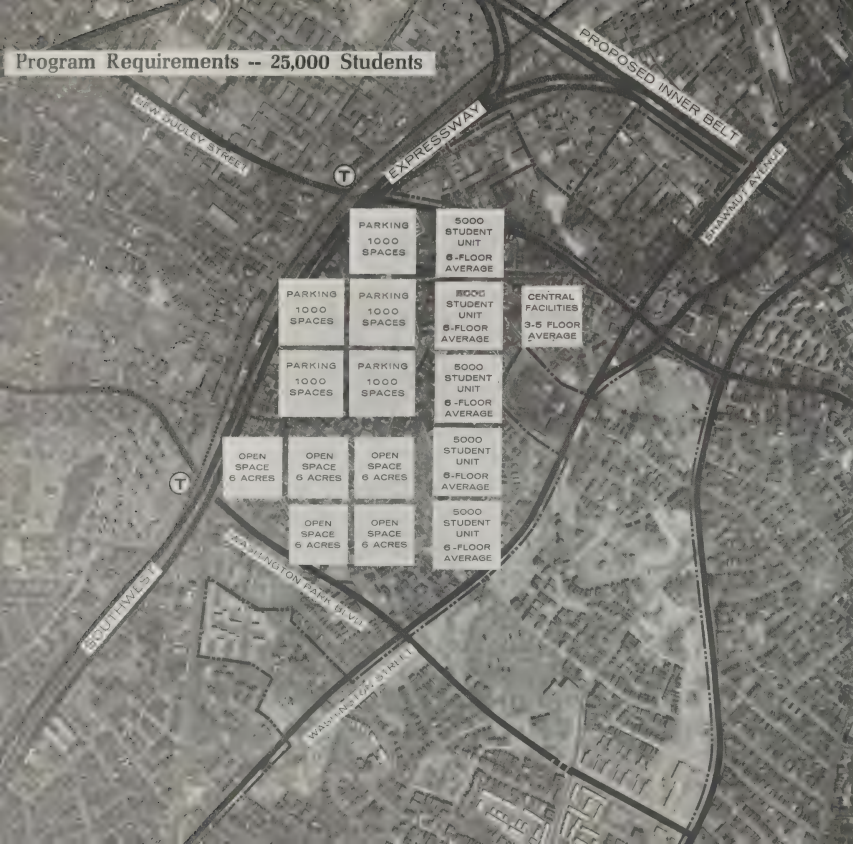 Program Requirements -- 25,000 Students
PROPOSED INNER BELT
NEW DUDLEY STREET
EXPRESSWAY
SHAWMUT AVENUE
T
PARKING
1000
SPACES
5000
STUDENT
UNIT
6-FLOOR
AVERAGE
PARKING
1000
SPACES
PARKING
1000
SPACES
5000
STUDENT
UNIT
6-FLOOR
AVERAGE
CENTRAL
FACILITIES
3-5 FLOOR
AVERAGE
PARKING
1000
SPACES
PARKING
1000
SPACES
5000
STUDENT
UNIT
6-FLOOR
AVERAGE
T
OPEN
SPACE
6 ACRES
OPEN
SPACE
6 ACRES
OPEN
SPACE
6 ACRES
5000
STUDENT
UNIT
6-FLOOR
AVERAGE
OPEN
SPACE
6 ACRES
OPEN
SPACE
6 ACRES
5000
STUDENT
UNIT
6-FLOOR
AVERAGE
SOUTHWEST
WASHINGTON PARK BLVD
WASHINGTON STREET